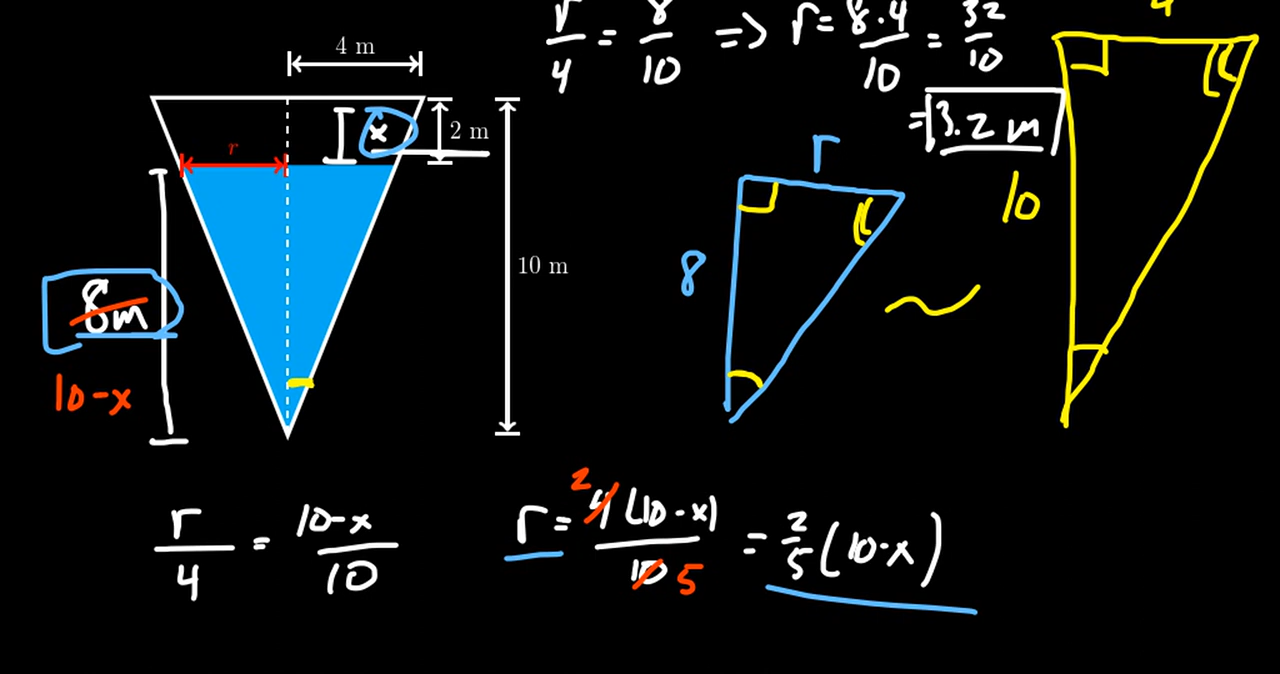 r/4 = 8/10 => r = 8·4/10 = 32/10
= 3.2 m
4 m
x
2 m
r
r
10
8
10 m
8m
10-x
r/4 = 10-x/10
r = 4(10-x)/10 = 2/5(10-x)
2
5